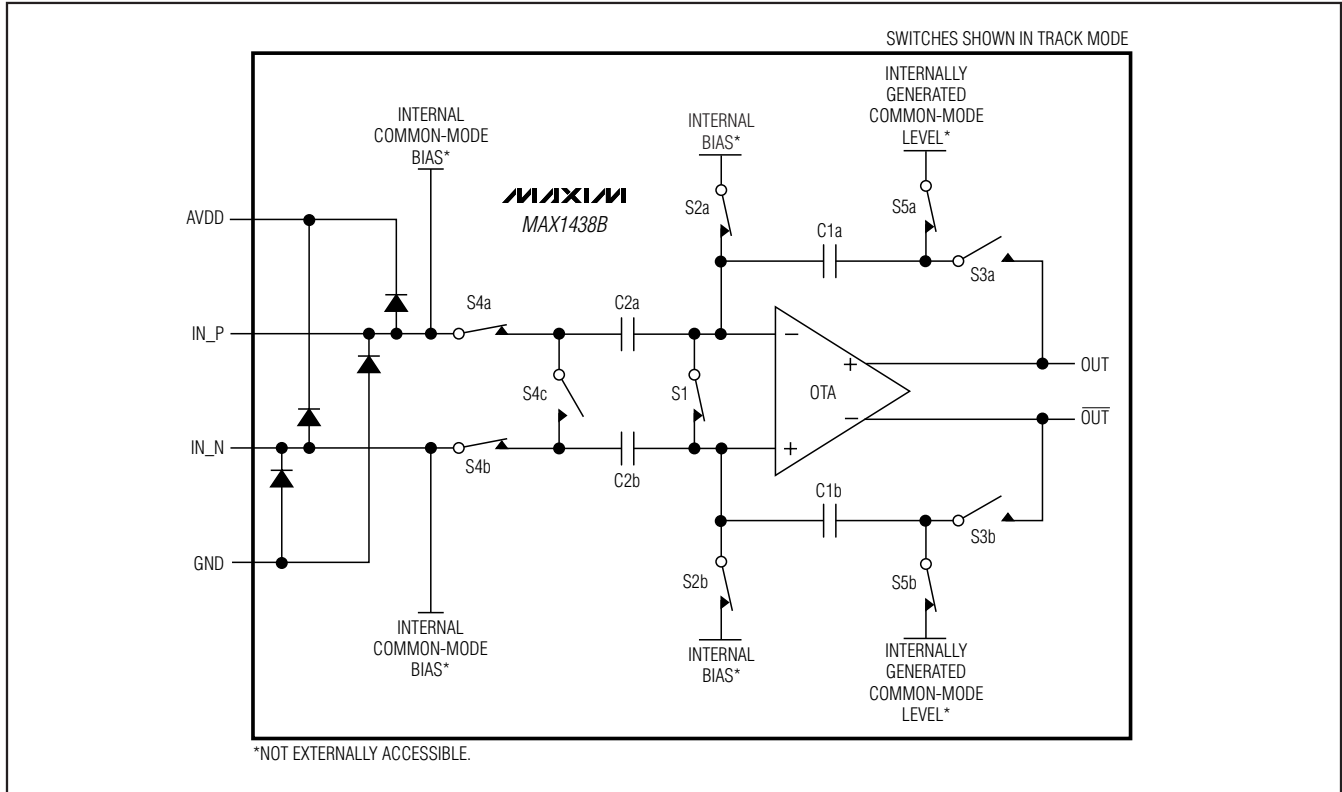 SWITCHES SHOWN IN TRACK MODE
INTERNALLY
GENERATED
COMMON-MODE
LEVEL*
INTERNAL
COMMON-MODE
BIAS*
INTERNAL
BIAS*
MAXIM
MAX1438B
AVDD
S2a
S5a
C1a
S3a
S4a
C2a
IN_P
OUT
S4c
S1
OTA
OUT
IN_N
S4b
C2b
C1b
S3b
GND
S2b
S5b
INTERNAL
COMMON-MODE
BIAS*
INTERNAL
BIAS*
INTERNALLY
GENERATED
COMMON-MODE
LEVEL*
*NOT EXTERNALLY ACCESSIBLE.